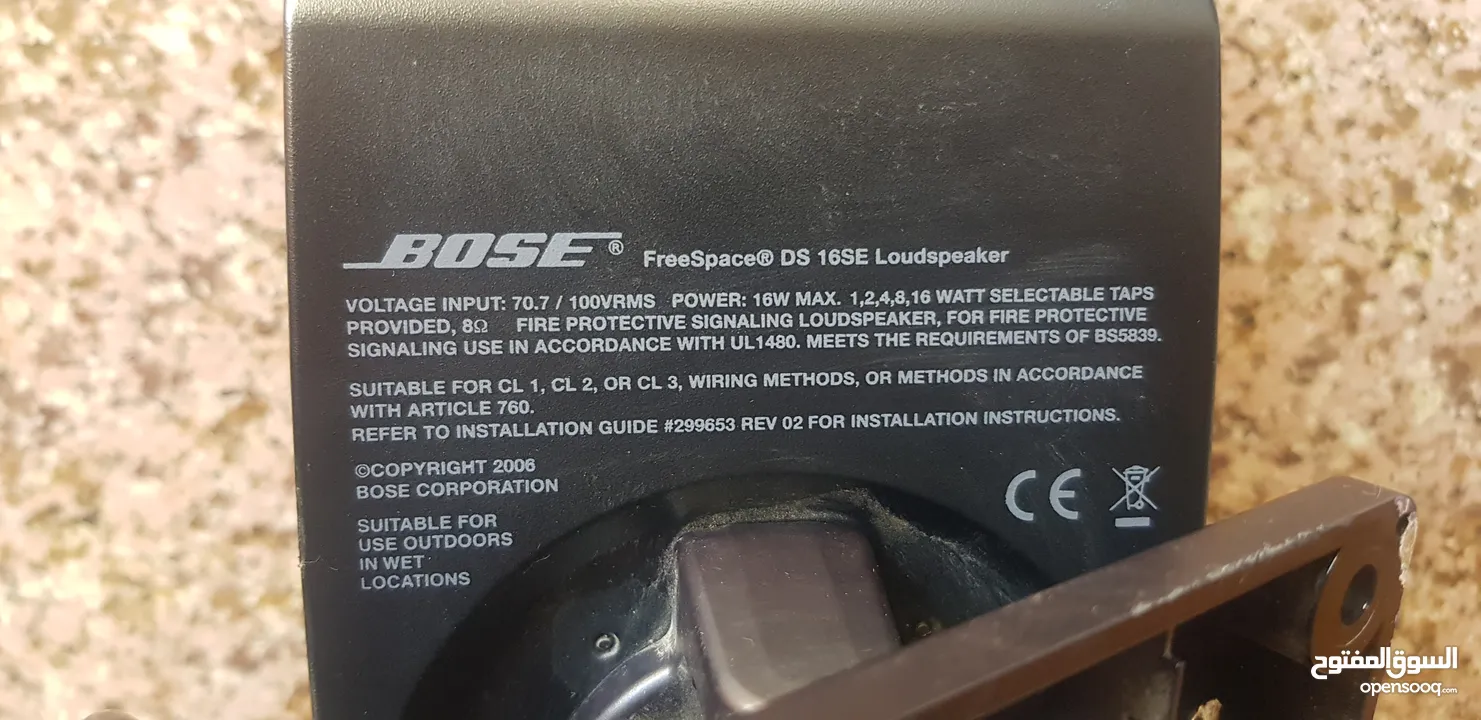 BOSE® FreeSpace® DS 16SE Loudspeaker
VOLTAGE INPUT: 70.7 / 100VRMS POWER: 16W MAX. 1,2,4,8,16 WATT SELECTABLE TAPS
PROVIDED, 8Ω FIRE PROTECTIVE SIGNALING LOUDSPEAKER, FOR FIRE PROTECTIVE
SIGNALING USE IN ACCORDANCE WITH UL1480. MEETS THE REQUIREMENTS OF BS5839.
SUITABLE FOR CL 1, CL 2, OR CL 3, WIRING METHODS, OR METHODS IN ACCORDANCE
WITH ARTICLE 760.
REFER TO INSTALLATION GUIDE #299653 REV 02 FOR INSTALLATION INSTRUCTIONS.
©COPYRIGHT 2006
BOSE CORPORATION
CE
SUITABLE FOR
USE OUTDOORS
IN WET
LOCATIONS
السوق المفتوح
opensooq.com